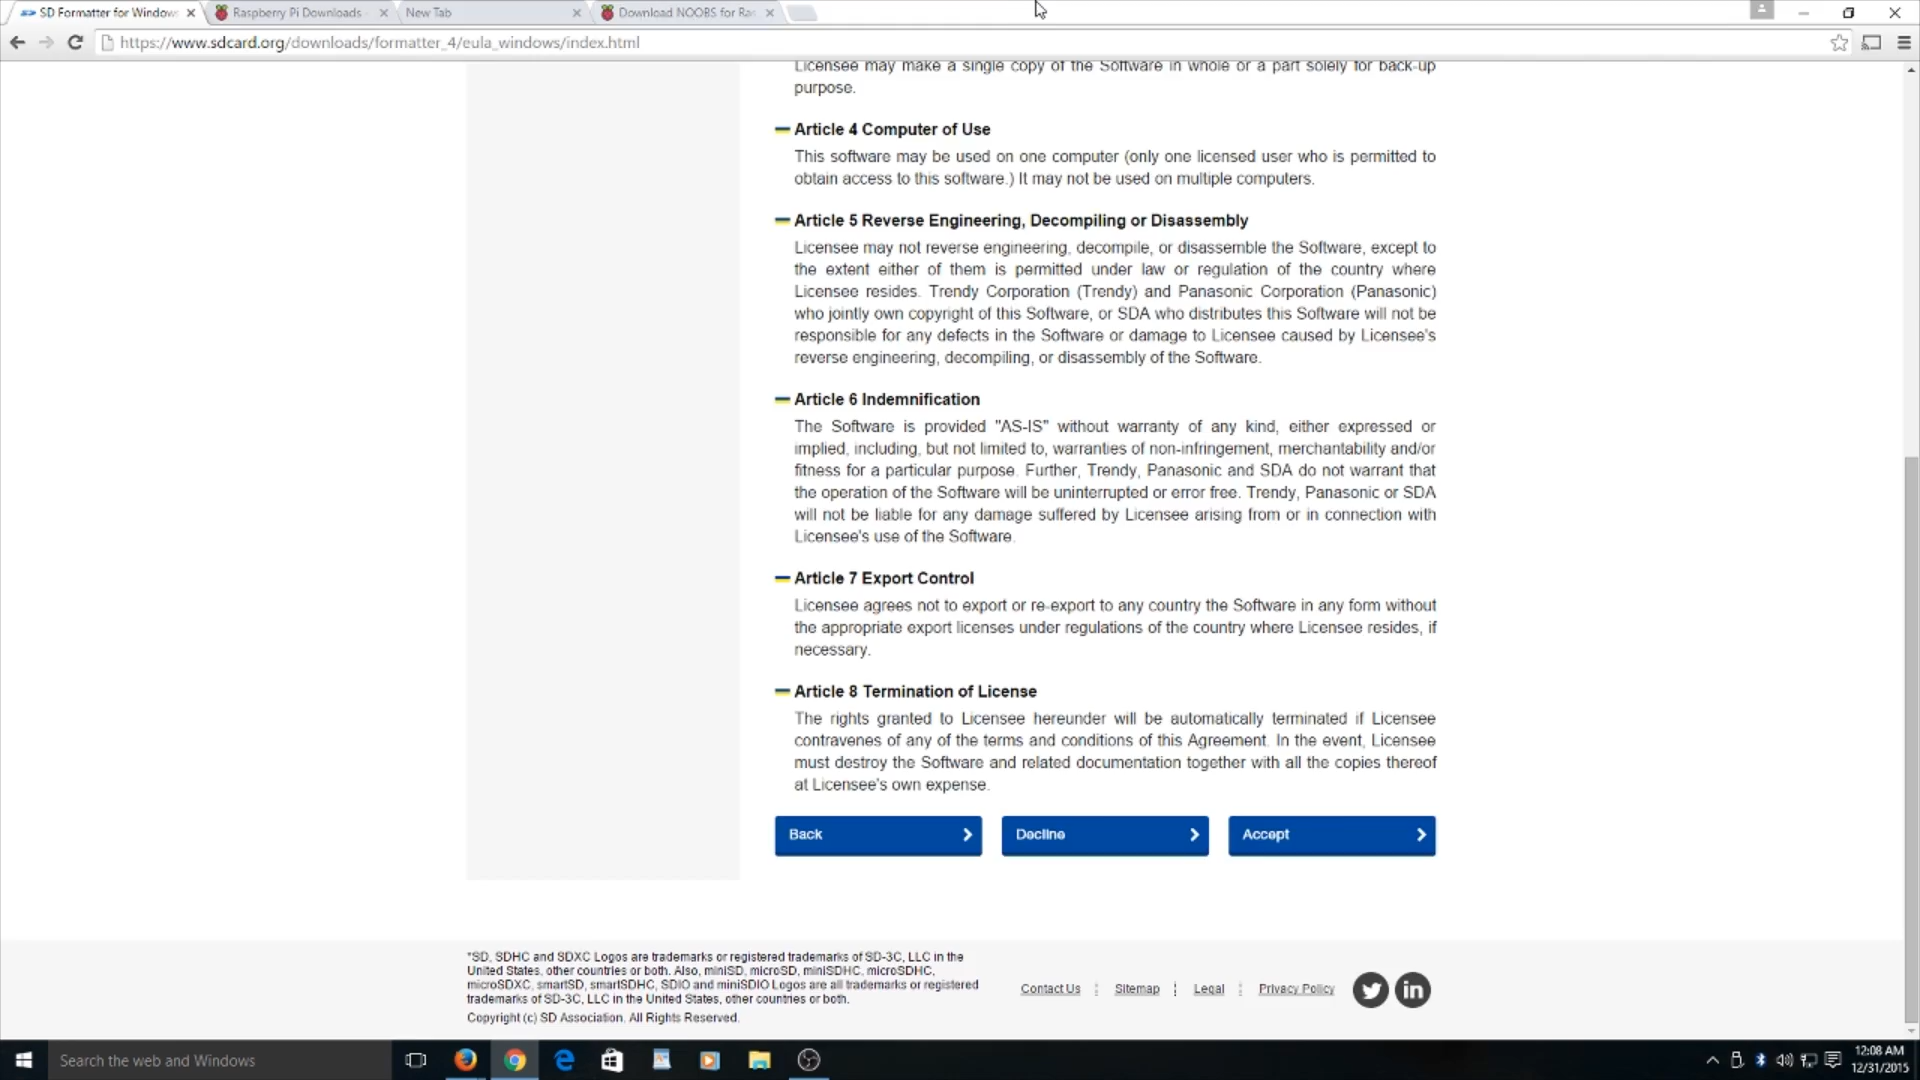 SD Formatter for Window
Raspberry Pi Downloads -
New Tab
Download NOOBS for Ra
https://www.sdcard.org/downloads/formatter_4/eula_windows/index.html
Licensee may make a single copy of the Software in whole or a part solely for back-up
purpose.
Article 4 Computer of Use
This software may be used on one computer (only one licensed user who is permitted to
obtain access to this software.) It may not be used on multiple computers.
Article 5 Reverse Engineering, Decompiling or Disassembly
Licensee may not reverse engineering, decompile, or disassemble the Software, except to
the extent either of them is permitted under law or regulation of the country where
Licensee resides. Trendy Corporation (Trendy) and Panasonic Corporation (Panasonic)
who jointly own copyright of this Software, or SDA who distributes this Software will not be
responsible for any defects in the Software or damage to Licensee caused by Licensee's
reverse engineering, decompiling, or disassembly of the Software.
Article 6 Indemnification
The Software is provided "AS-IS" without warranty of any kind, either expressed or
implied, including, but not limited to, warranties of non-infringement, merchantability and/or
fitness for a particular purpose. Further, Trendy, Panasonic and SDA do not warrant that
the operation of the Software will be uninterrupted or error free. Trendy, Panasonic or SDA
will not be liable for any damage suffered by Licensee arising from or in connection with
Licensee's use of the Software.
Article 7 Export Control
Licensee agrees not to export or re-export to any country the Software in any form without
the appropriate export licenses under regulations of the country where Licensee resides, if
necessary.
Article 8 Termination of License
The rights granted to Licensee hereunder will be automatically terminated if Licensee
contravenes of any of the terms and conditions of this Agreement. In the event, Licensee
must destroy the Software and related documentation together with all the copies thereof
at Licensee's own expense.
Back
Decline
Accept
*SD, SDHC and SDXC Logos are trademarks or registered trademarks of SD-3C, LLC in the
United States, other countries or both. Also, miniSD, microSD, miniSDHC, microSDHC,
microSDXC, smartSD, smartSDHC, SDIO and miniSDIO Logos are all trademarks or registered
trademarks of SD-3C, LLC in the United States, other countries or both.
Copyright (c) SD Association. All Rights Reserved.
Contact Us
Sitemap
Legal
Privacy Policy
Search the web and Windows
12:08 AM
12/31/2015